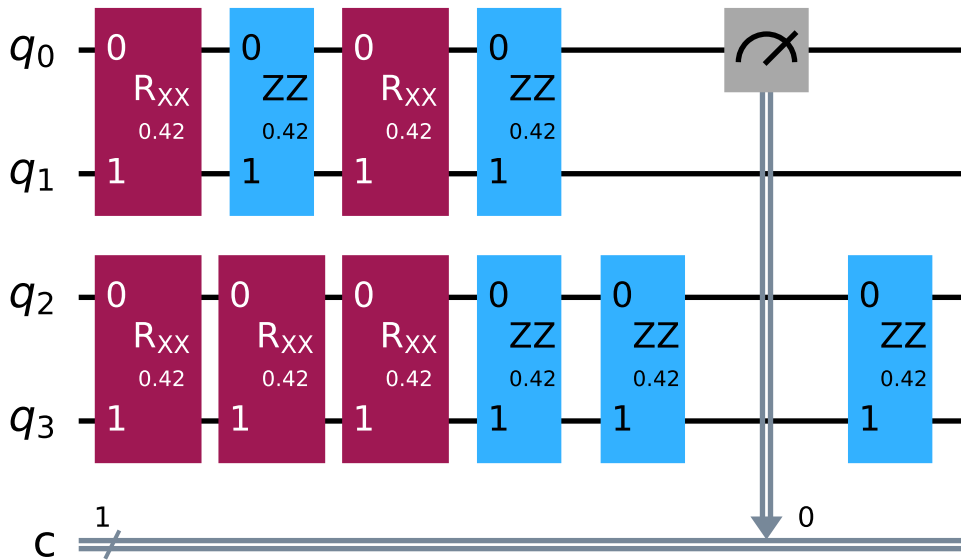 q0 0 0 0 0
RXX ZZ RXX ZZ
0.42 0.42 0.42 0.42
q1 1 1 1 1
q2 0 0 0 0 0 0
RXX RXX RXX ZZ ZZ ZZ
0.42 0.42 0.42 0.42 0.42 0.42
q3 1 1 1 1 1 1
1 0
c